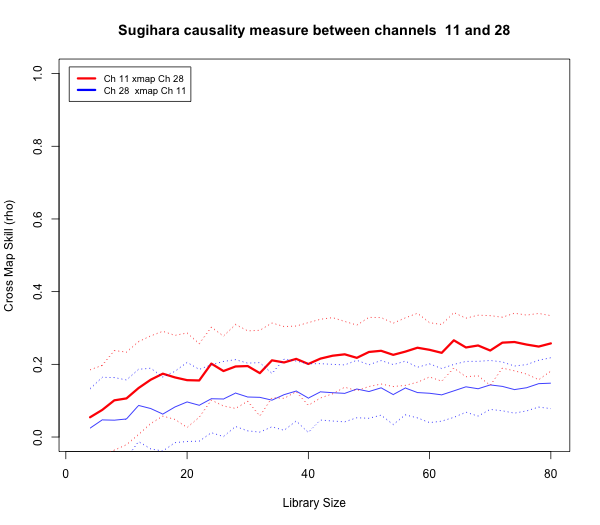 Sugihara causality measure between channels  11 and 28
Ch 11 xmap Ch 28
Ch 28  xmap Ch 11
Cross Map Skill (rho)
1.0
0.8
0.6
0.4
0.2
0.0
0 20 40 60 80
Library Size